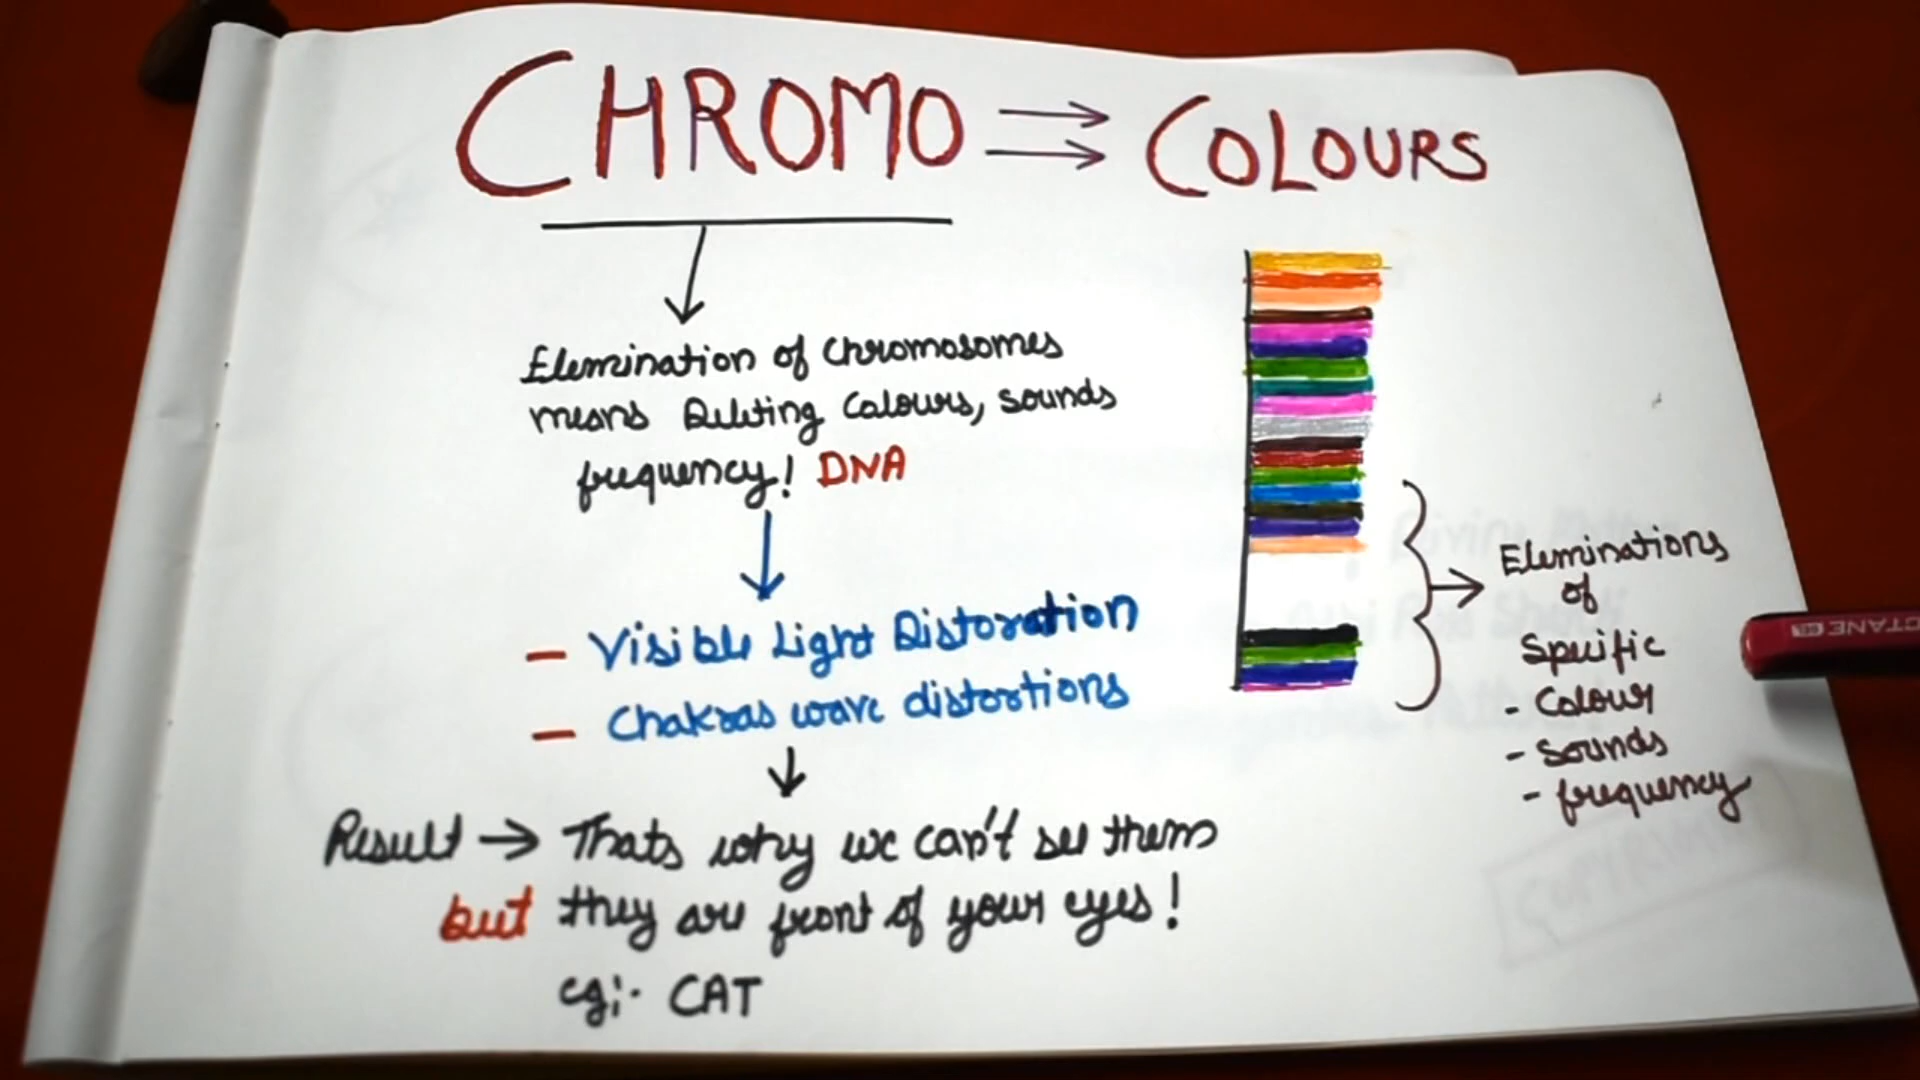 CHROMO COLOURS
Elemination of Chromosomes
means Deleting Colours, sounds
frequency! DNA
- Visible Light Distoration
- Chakras wave distortions
Result → Thats why we can't see them
but they are front of your eyes!
eg:- CAT
Eleminations
of
Specific
- Colour
- Sounds
- frequency